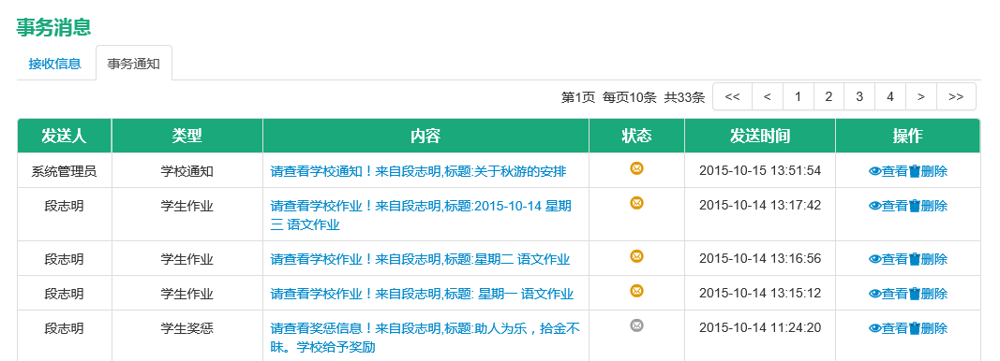 事务消息
接收信息 事务通知
第1页 每页10条 共33条 << < 1 2 3 4 > >>
发送人 类型 内容 状态 发送时间 操作
系统管理员 学校通知 请查看学校通知！来自段志明,标题:关于秋游的安排 2015-10-15 13:51:54 查看删除
段志明 学生作业 请查看学校作业！来自段志明,标题:2015-10-14 星期 2015-10-14 13:17:42 查看删除
三 语文作业
段志明 学生作业 请查看学校作业！来自段志明,标题:星期二 语文作业 2015-10-14 13:16:56 查看删除
段志明 学生作业 请查看学校作业！来自段志明,标题: 星期一 语文作业 2015-10-14 13:15:12 查看删除
段志明 学生奖惩 请查看奖惩信息！来自段志明,标题:助人为乐，拾金不 2015-10-14 11:24:20 查看删除
昧。学校给予奖励